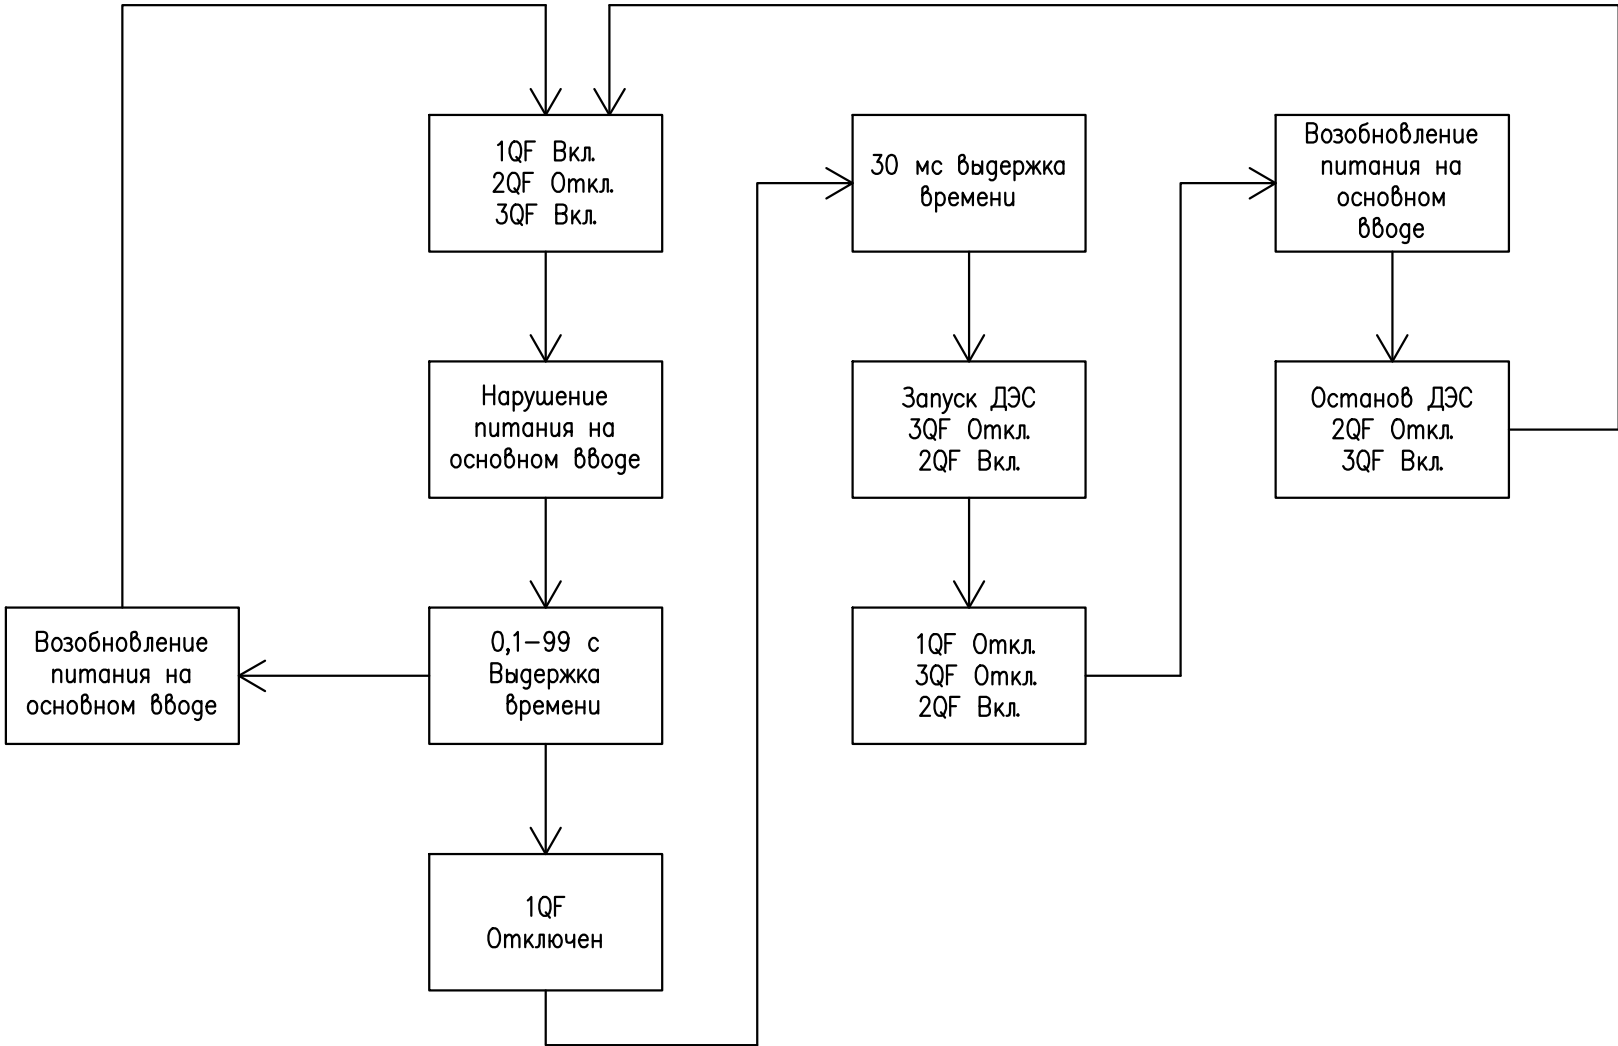 1QF Вкл.
2QF Откл.
3QF Вкл.
Нарушение
питания на
основном вводе
0,1-99 с
Выдержка
времени
Возобновление
питания на
основном вводе
1QF
Отключен
30 мс выдержка
времени
Запуск ДЭС
3QF Откл.
2QF Вкл.
1QF Откл.
3QF Откл.
2QF Вкл.
Возобновление
питания на
основном
вводе
Останов ДЭС
2QF Откл.
3QF Вкл.